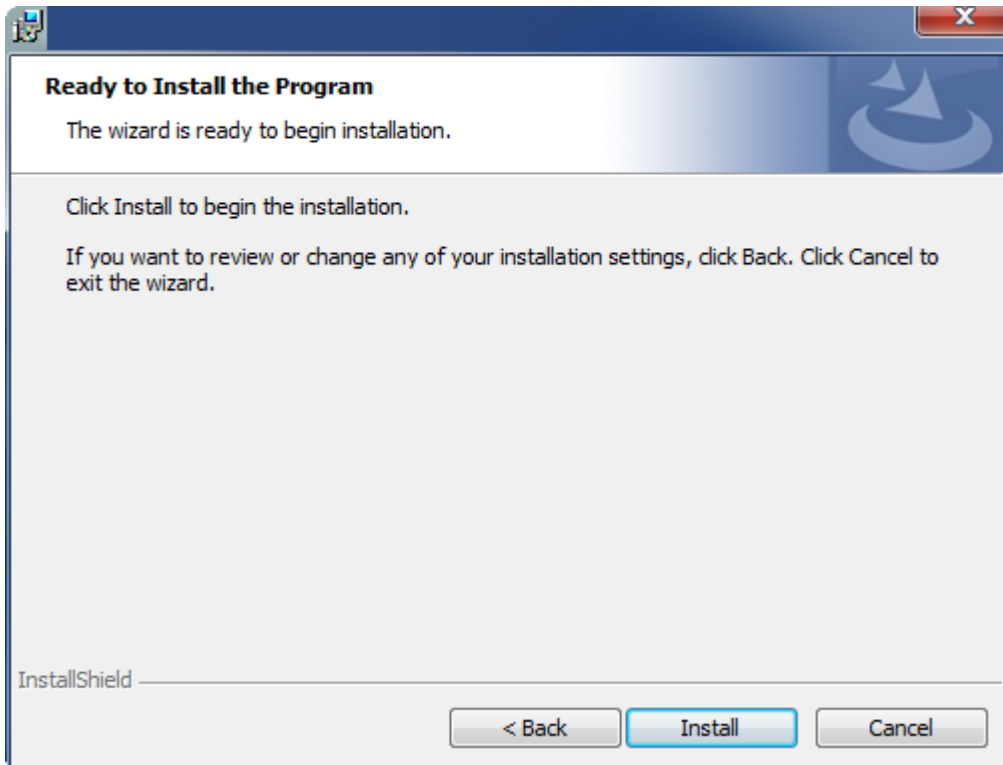 X
Ready to Install the Program
The wizard is ready to begin installation.
Click Install to begin the installation.
If you want to review or change any of your installation settings, click Back. Click Cancel to
exit the wizard.
InstallShield
< Back
Install
Cancel